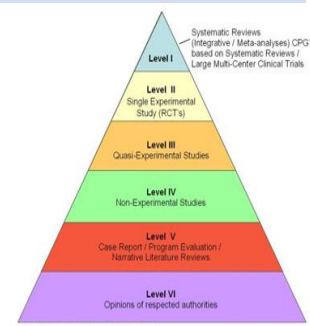 Systematic Reviews
(Integrative / Meta-analyses) CPG'
based on Systematic Reviews /
Large Multi-Center Clinical Trials
Level I
Level II
Single Experimental
Study (RCT's)
Level III
Quasi-Experimental Studies
Level IV
Non-Experimental Studies
Level V
Case Report / Program Evaluation /
Narrative Literature Reviews
Level VI
Opinions of respected authorities